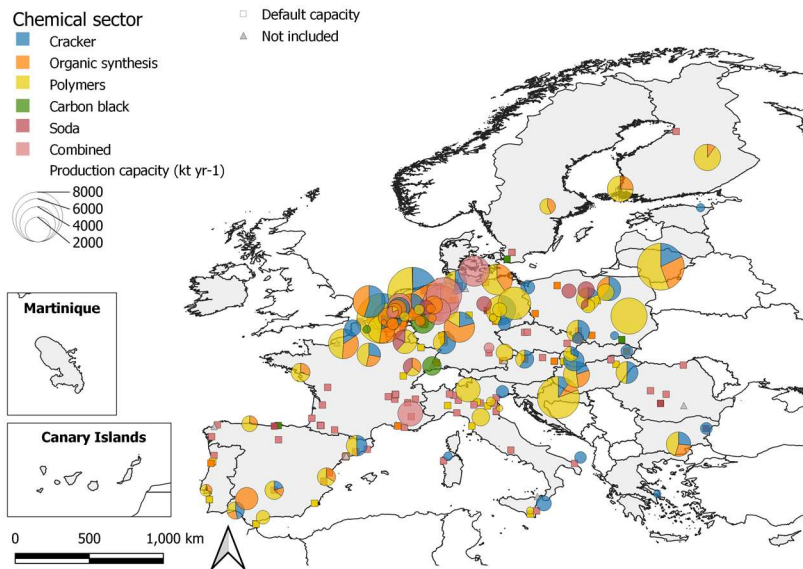 Chemical sector
Cracker
Organic synthesis
Polymers
Carbon black
Soda
Combined
Production capacity (kt yr-1)
8000
6000
4000
2000
Default capacity
Not included
Martinique
Canary Islands
0 500 1,000 km